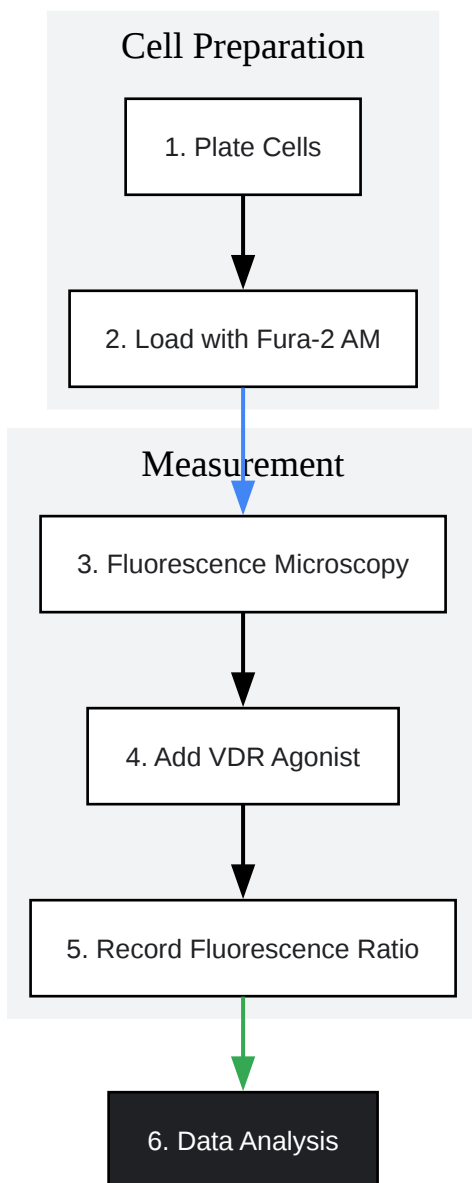 Cell Preparation
1. Plate Cells
2. Load with Fura-2 AM
Measurement
3. Fluorescence Microscopy
4. Add VDR Agonist
5. Record Fluorescence Ratio
6. Data Analysis